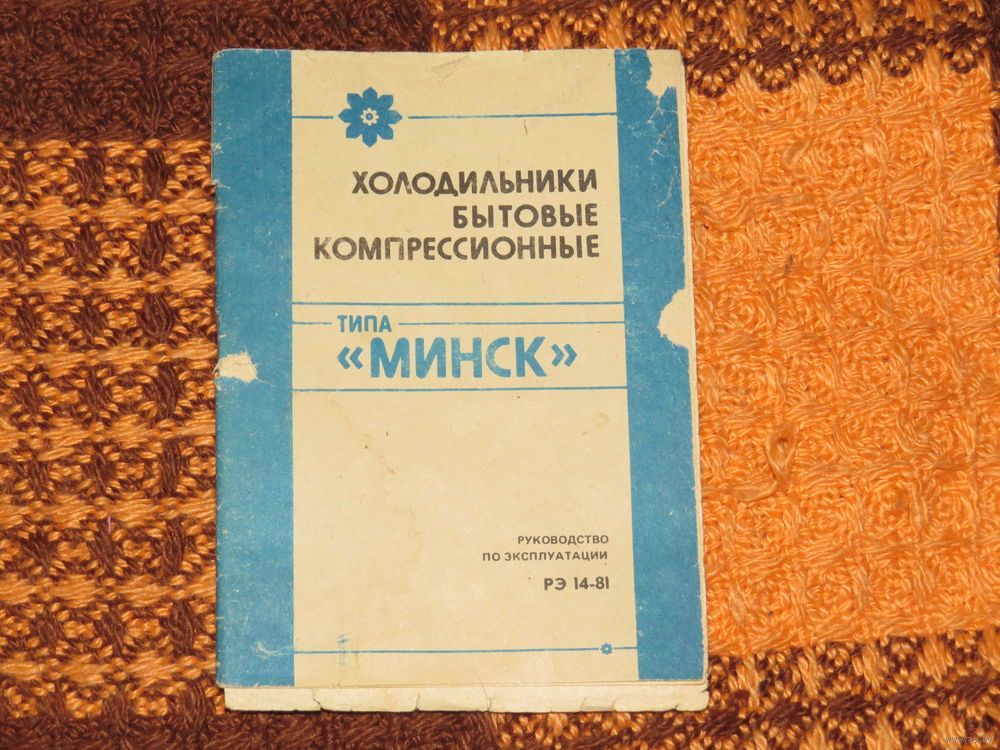 ХОЛОДИЛЬНИКИ
БЫТОВЫЕ
КОМПРЕССИОННЫЕ
ТИПА
«МИНСК»
РУКОВОДСТВО
ПО ЭКСПЛУАТАЦИИ
РЭ 14-81